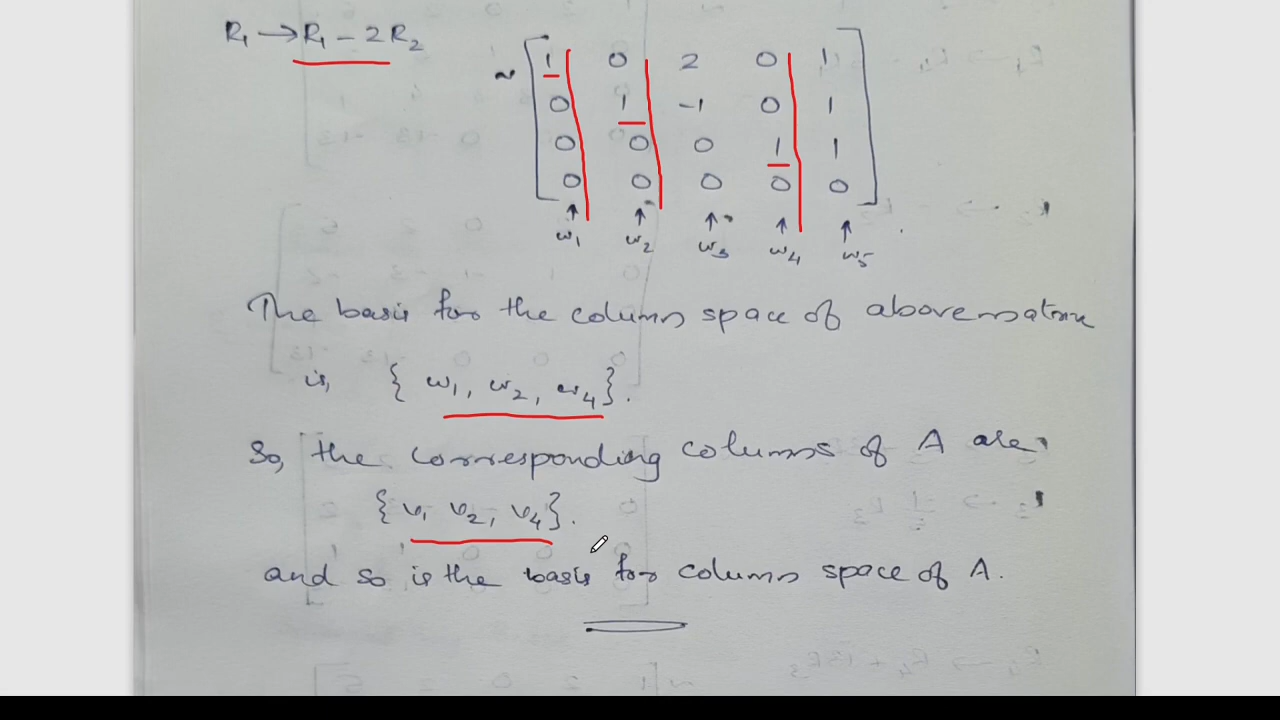 R₁ → R₁ - 2R₂
~ [ 1 0 2 0 1
0 1 -1 0 1
0 0 0 1 1
0 0 0 0 0 ]
↑ ↑ ↑ ↑ ↑
w₁ w₂ w₃ w₄ w₅
The basis for the column space of above matrix
is, { w₁, w₂, w₄}.
So, the corresponding columns of A are,
{ v₁ v₂, v₄}.
and so is the basis for column space of A.